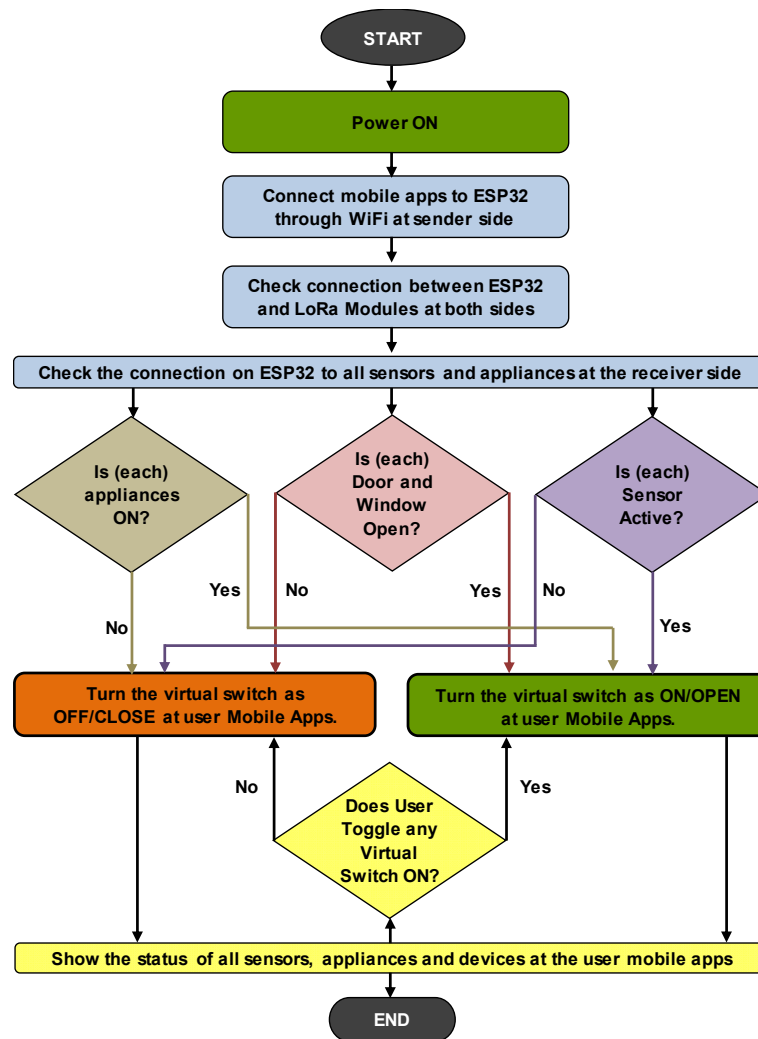 START
Power ON
Connect mobile apps to ESP32
through WiFi at sender side
Check connection between ESP32
and LoRa Modules at both sides
Check the connection on ESP32 to all sensors and appliances at the receiver side
Is (each)
appliances
ON?
Is (each)
Door and
Window
Open?
Is (each)
Sensor
Active?
No
Yes
No
Yes
No
Yes
Turn the virtual switch as
OFF/CLOSE at user Mobile Apps.
Turn the virtual switch as ON/OPEN
at user Mobile Apps.
No
Does User
Toggle any
Virtual
Switch ON?
Yes
Show the status of all sensors, appliances and devices at the user mobile apps
END